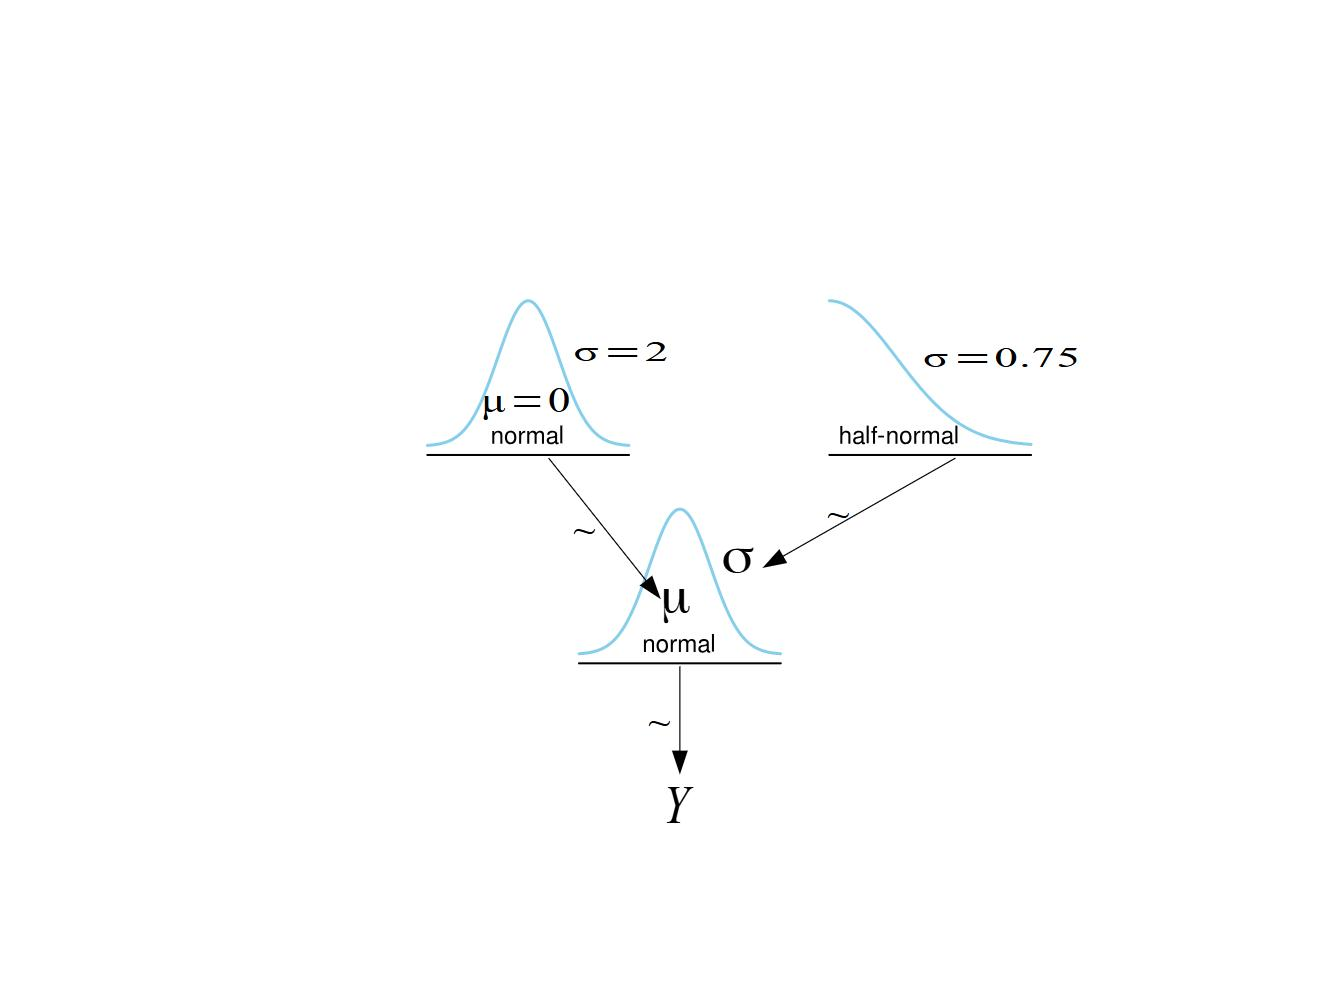 σ = 2
σ = 0.75
μ = 0
normal
half-normal
~
~
σ
μ
normal
~
Y